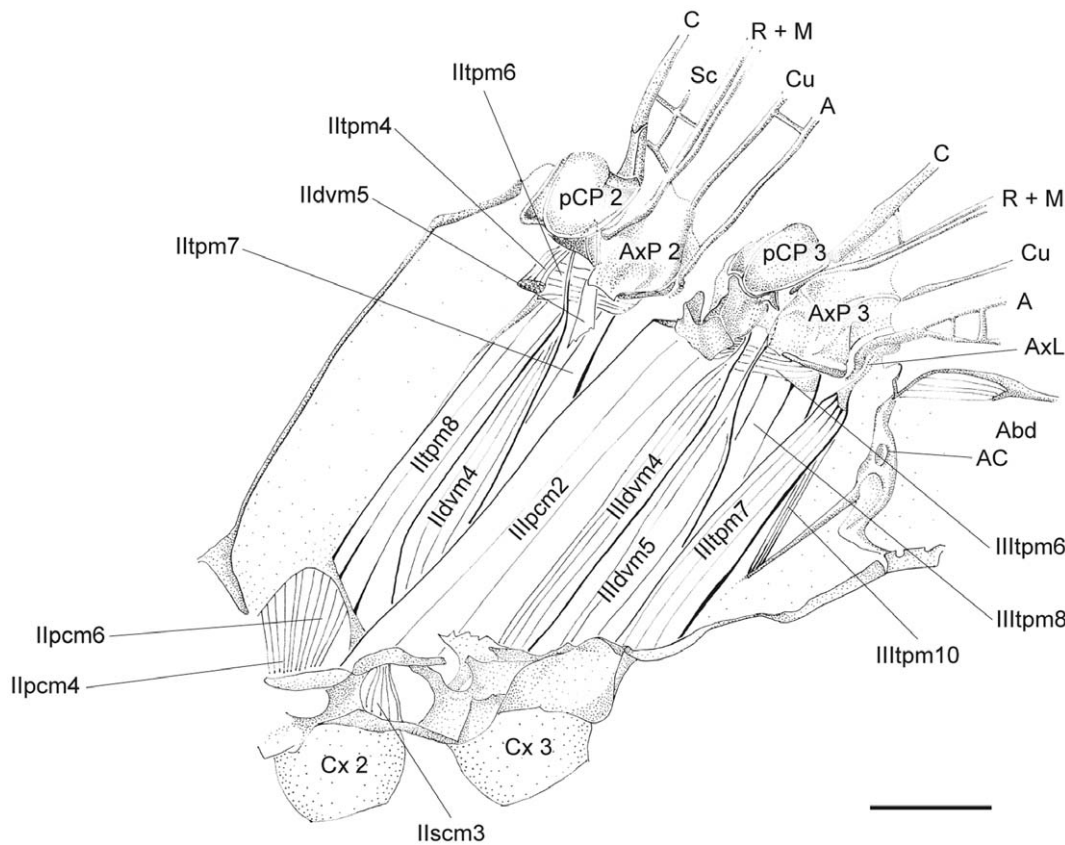 C
R + M
Sc
Cu
A
IItpm6
IItpm4
IIdvm5
IItpm7
pCP 2
AxP 2
C
R + M
pCP 3
Cu
AxP 3
A
AxL
Abd
AC
IItpm8
IIdvm4
IIIpcm2
IIIdvm4
IIIdvm5
IIItpm7
IIItpm6
IIItpm8
IIItpm10
IIpcm6
IIpcm4
Cx 2
Cx 3
IIscm3